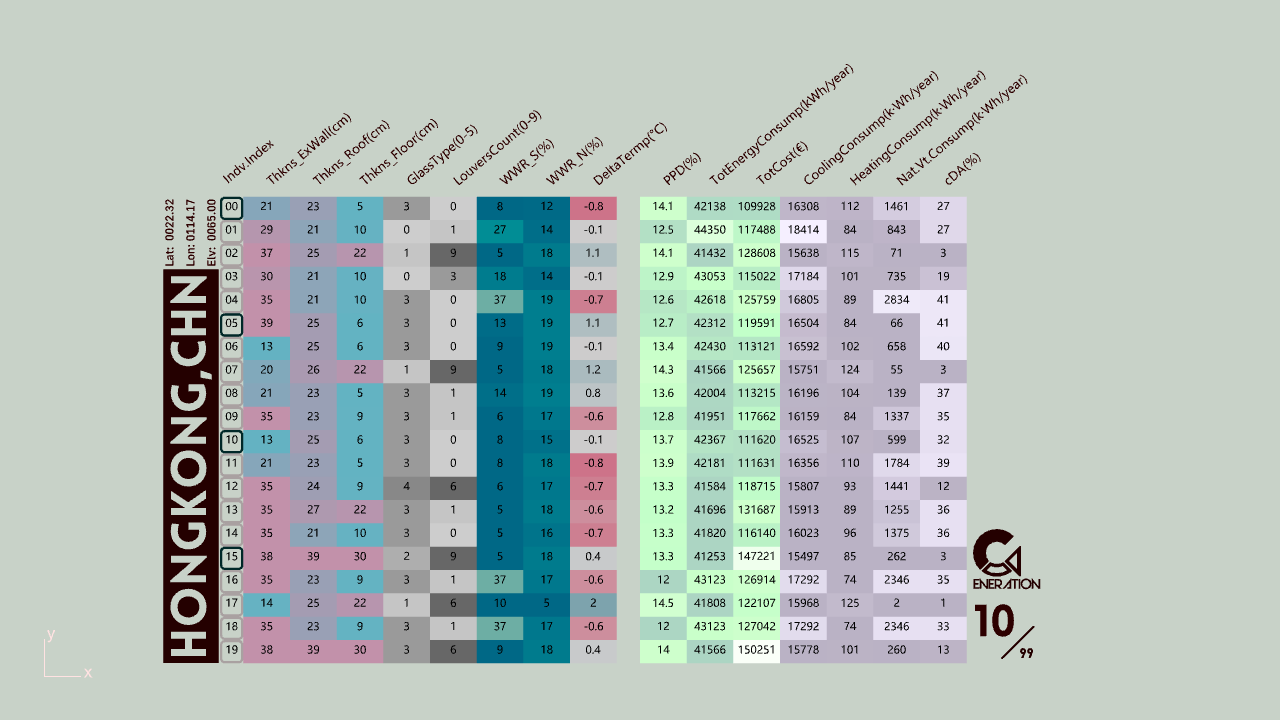 Indv.Index Thkns_ExWall(cm) Thkns_Roof(cm) Thkns_Floor(cm) GlassType(0-5) LouversCount(0-9) WWR_S(%) WWR_N(%) DeltaTermp(°C) PPD(%) TotEnergyConsump(kWh/year) TotCost(€) CoolingConsump(k·Wh/year) HeatingConsump(k·Wh/year) Nat.Vt.Consump(k·Wh/year) cDA(%)
Lat: 0022.32
Lon: 0114.17
Elv: 0065.00
HONGKONG,CHN
00 21 23 5 3 0 8 12 -0.8 14.1 42138 109928 16308 112 1461 27
01 29 21 10 0 1 27 14 -0.1 12.5 44350 117488 18414 84 843 27
02 37 25 22 1 9 5 18 1.1 14.1 41432 128608 15638 115 71 3
03 30 21 10 0 3 18 14 -0.1 12.9 43053 115022 17184 101 735 19
04 35 21 10 3 0 37 19 -0.7 12.6 42618 125759 16805 89 2834 41
05 39 25 6 3 0 13 19 1.1 12.7 42312 119591 16504 84 66 41
06 13 25 6 3 0 9 19 -0.1 13.4 42430 113121 16592 102 658 40
07 20 26 22 1 9 5 18 1.2 14.3 41566 125657 15751 124 55 3
08 21 23 5 3 1 14 19 0.8 13.6 42004 113215 16196 104 139 37
09 35 23 9 3 1 6 17 -0.6 12.8 41951 117662 16159 84 1337 35
10 13 25 6 3 0 8 15 -0.1 13.7 42367 111620 16525 107 599 32
11 21 23 5 3 0 8 18 -0.8 13.9 42181 111631 16356 110 1784 39
12 35 24 9 4 6 6 17 -0.7 13.3 41584 118715 15807 93 1441 12
13 35 27 22 3 1 5 18 -0.6 13.2 41696 131687 15913 89 1255 36
14 35 21 10 3 0 5 16 -0.7 13.3 41820 116140 16023 96 1375 36
15 38 39 30 2 9 5 18 0.4 13.3 41253 147221 15497 85 262 3
16 35 23 9 3 1 37 17 -0.6 12 43123 126914 17292 74 2346 35
17 14 25 22 1 6 10 5 2 14.5 41808 122107 15968 125 2 1
18 35 23 9 3 1 37 17 -0.6 12 43123 127042 17292 74 2346 33
19 38 39 30 3 6 9 18 0.4 14 41566 150251 15778 101 260 13
GENERATION
10/99
y
x